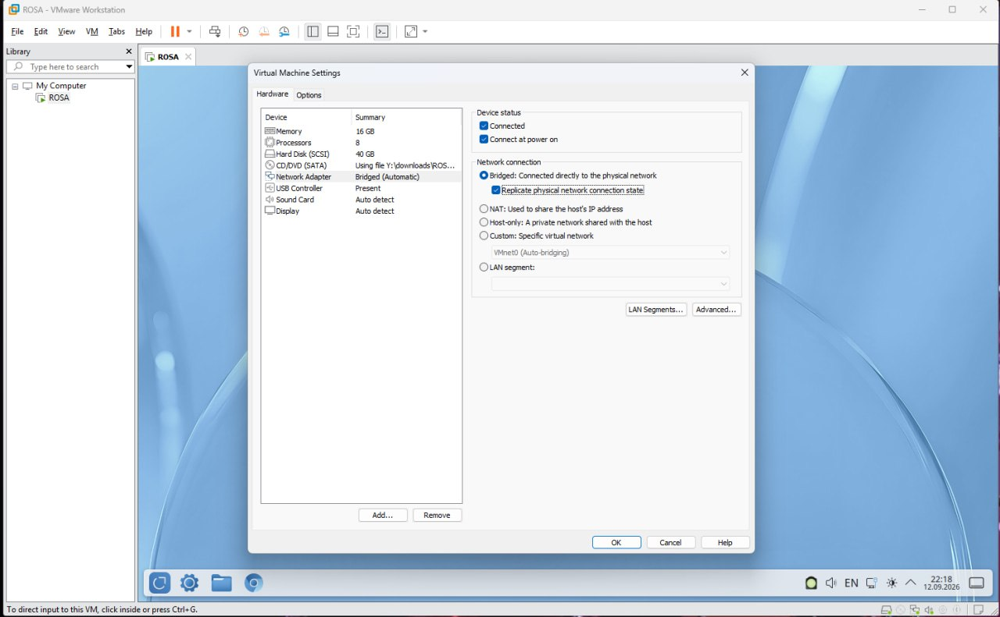 ROSA - VMware Workstation
File Edit View VM Tabs Help
Library
Type here to search
My Computer
ROSA
ROSA
Virtual Machine Settings
Hardware Options
Device Summary
Memory 16 GB
Processors 8
Hard Disk (SCSI) 40 GB
CD/DVD (SATA) Using file Y:\downloads\ROS...
Network Adapter Bridged (Automatic)
USB Controller Present
Sound Card Auto detect
Display Auto detect
Add... Remove
Device status
Connected
Connect at power on
Network connection
Bridged: Connected directly to the physical network
Replicate physical network connection state
NAT: Used to share the host's IP address
Host-only: A private network shared with the host
Custom: Specific virtual network
VMnet0 (Auto-bridging)
LAN segment:
LAN Segments... Advanced...
OK Cancel Help
EN 22:18
12.09.2026
To direct input to this VM, click inside or press Ctrl+G.